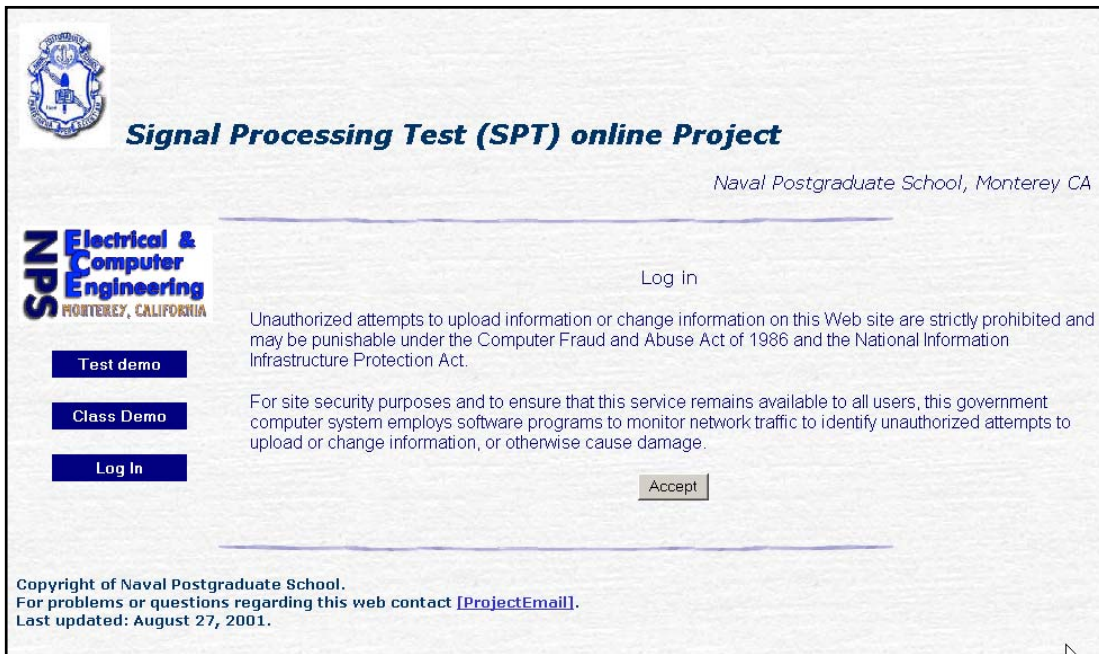 Signal Processing Test (SPT) online Project
Naval Postgraduate School, Monterey CA
NPS
Electrical &
Computer
Engineering
MONTEREY, CALIFORNIA
Log in
Unauthorized attempts to upload information or change information on this Web site are strictly prohibited and
may be punishable under the Computer Fraud and Abuse Act of 1986 and the National Information
Infrastructure Protection Act.
Test demo
For site security purposes and to ensure that this service remains available to all users, this government
computer system employs software programs to monitor network traffic to identify unauthorized attempts to
upload or change information, or otherwise cause damage.
Class Demo
Log In
Accept
Copyright of Naval Postgraduate School.
For problems or questions regarding this web contact [ProjectEmail].
Last updated: August 27, 2001.